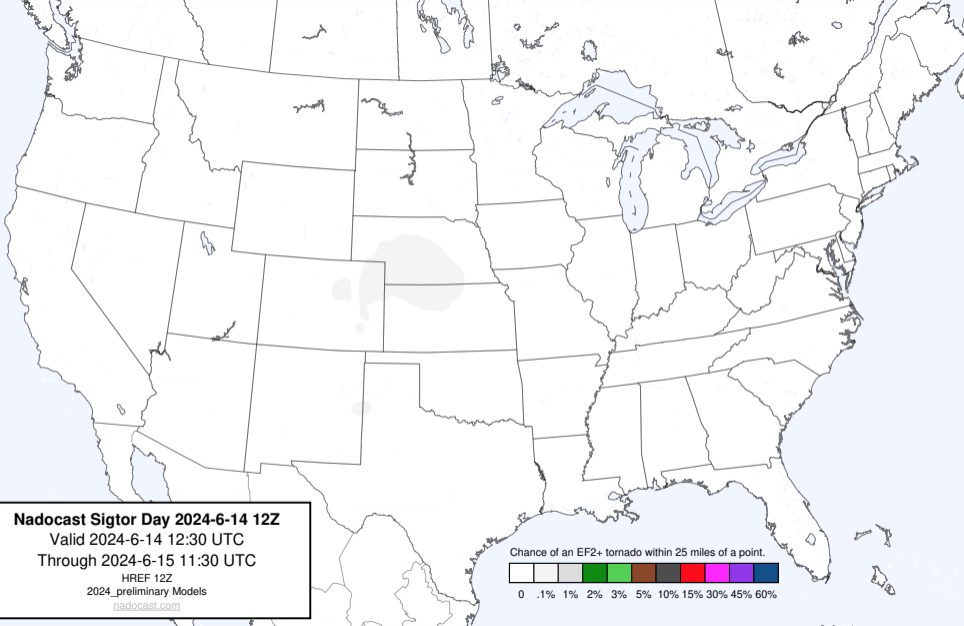 Nadocast Sigtor Day 2024-6-14 12Z
Valid 2024-6-14 12:30 UTC
Through 2024-6-15 11:30 UTC
HREF 12Z
2024_preliminary Models
nadocast.com
Chance of an EF2+ tornado within 25 miles of a point.
0 .1% 1% 2% 3% 5% 10% 15% 30% 45% 60%